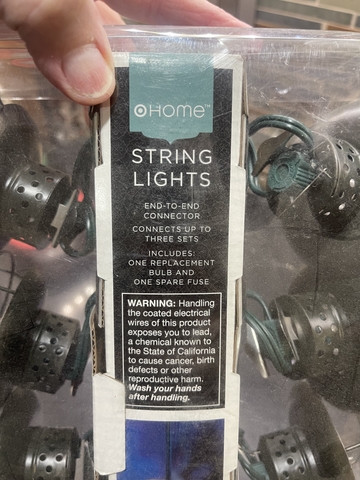 HOME™
STRING
LIGHTS
END-TO-END
CONNECTOR
CONNECTS UP TO
THREE SETS
INCLUDES:
ONE REPLACEMENT
BULB AND
ONE SPARE FUSE
WARNING: Handling
the coated electrical
wires of this product
exposes you to lead,
a chemical known to
the State of California
to cause cancer, birth
defects or other
reproductive harm.
Wash your hands
after handling.